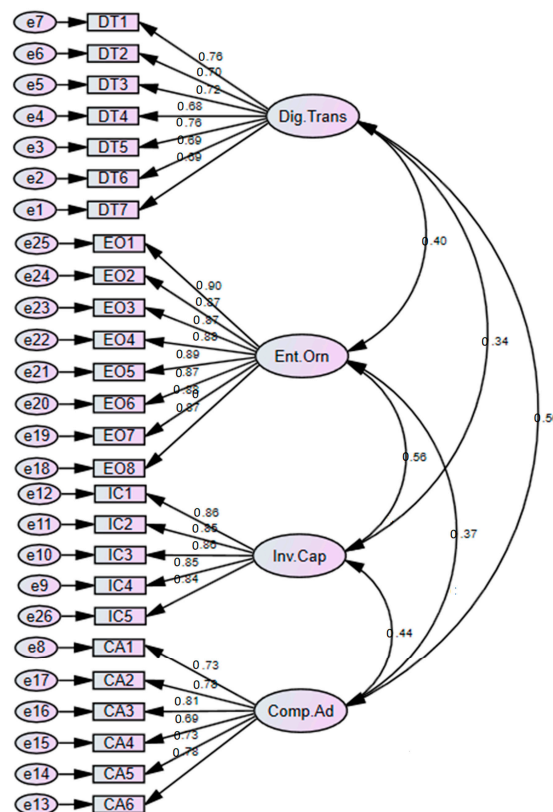 e7 DT1
0.76
e6 DT2
0.70
e5 DT3
0.72
e4 DT4
0.68
Dig.Trans
e3 DT5
0.76
e2 DT6
0.69
0.69
e1 DT7
e25 EO1
0.40
e24 EO2
0.90
0.87
e23 EO3
0.87
e22 EO4
0.88
0.34
e21 EO5
0.89
Ent.Orn
0.87
e20 EO6
0.87
e19 EO7
e18 EO8
0.56
e12 IC1
0.86
e11 IC2
0.85
0.37
e10 IC3
0.86
Inv.Cap
e9 IC4
0.85
0.84
e26 IC5
0.44
e8 CA1
0.73
e17 CA2
0.73
e16 CA3
0.81
Comp.Ad
0.69
e15 CA4
0.73
e14 CA5
0.78
e13 CA6